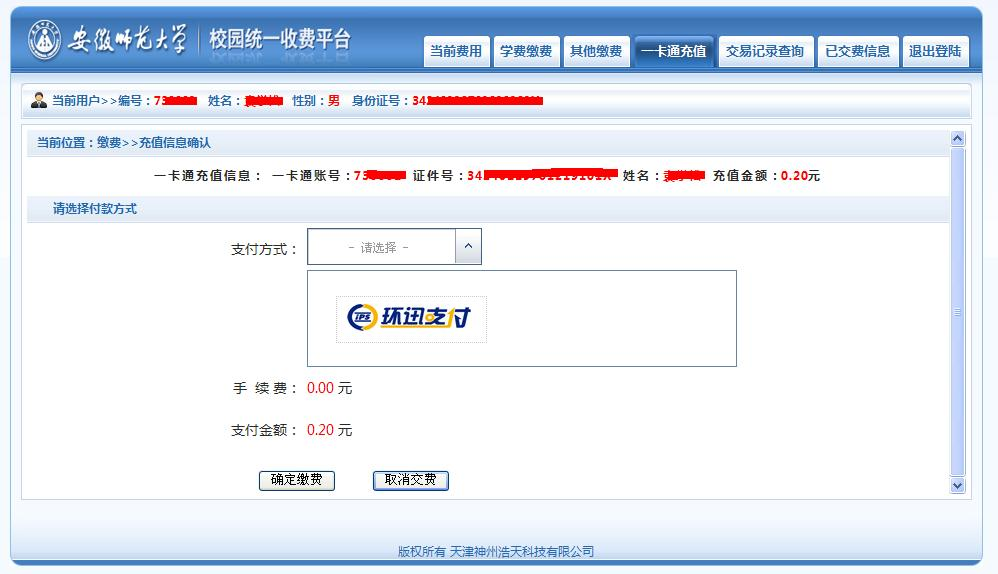 安徽师范大学 校园统一收费平台
当前费用 学费缴费 其他缴费 一卡通充值 交易记录查询 已交费信息 退出登陆
当前用户>>编号：7 姓名： 性别：男 身份证号：34
当前位置：缴费>>充值信息确认
一卡通充值信息： 一卡通账号：7 证件号：34 姓名： 充值金额：0.20元
请选择付款方式
支付方式： - 请选择 -
IPS 环迅支付
手 续 费： 0.00 元
支付金额： 0.20 元
确定缴费 取消交费
版权所有 天津神州浩天科技有限公司